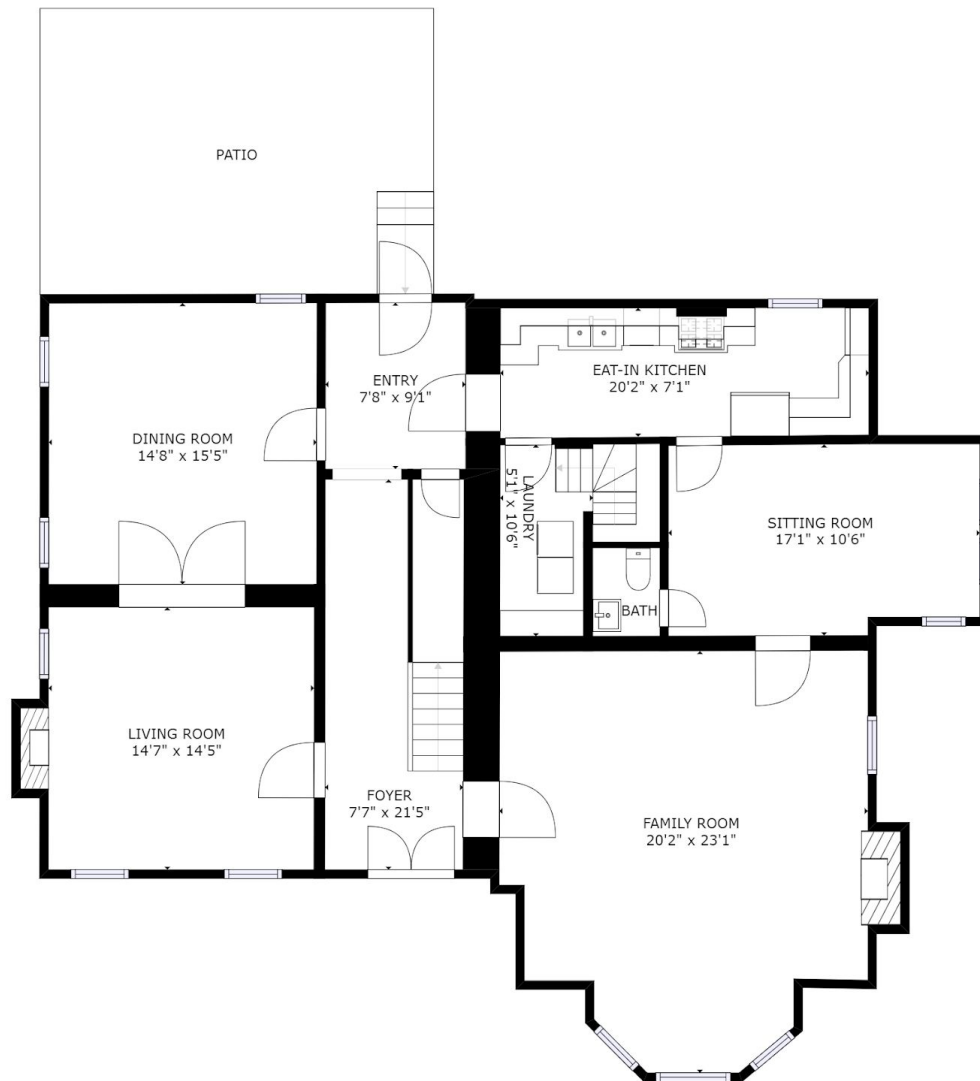 PATIO
ENTRY
7'8" x 9'1"
EAT-IN KITCHEN
20'2" x 7'1"
DINING ROOM
14'8" x 15'5"
LAUNDRY
5'1" x 10'6"
SITTING ROOM
17'1" x 10'6"
BATH
LIVING ROOM
14'7" x 14'5"
FOYER
7'7" x 21'5"
FAMILY ROOM
20'2" x 23'1"